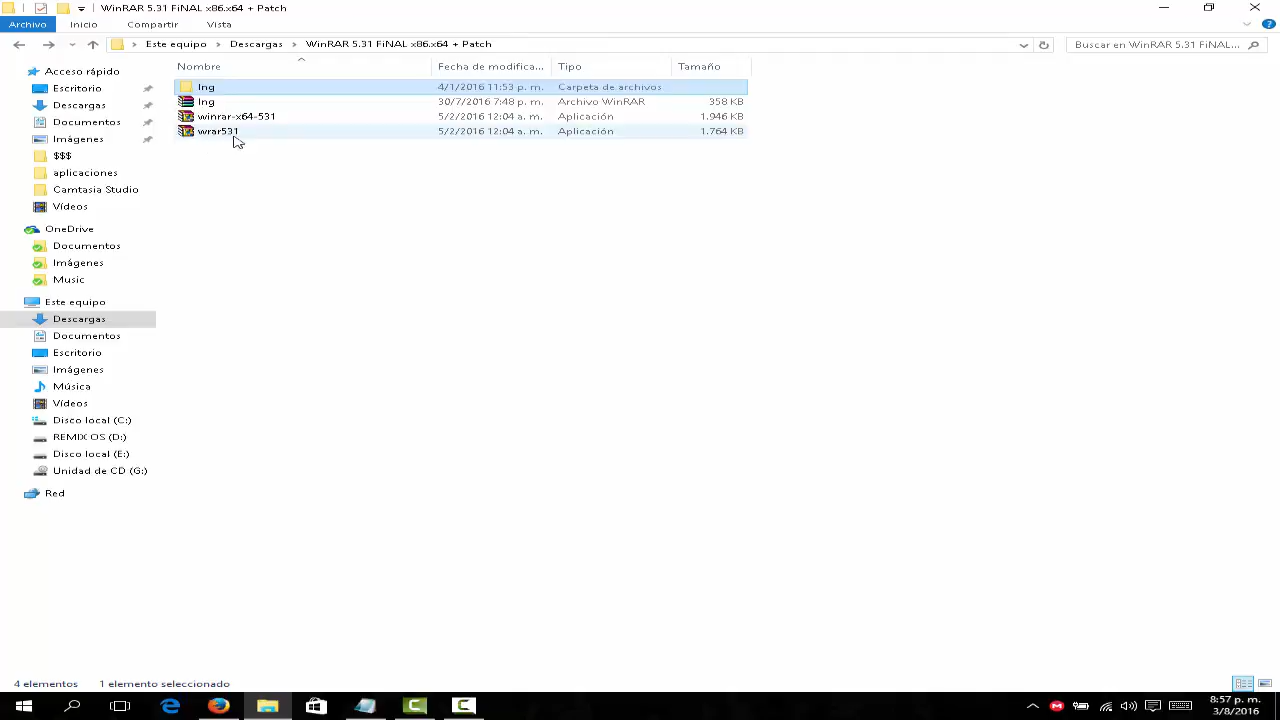 WinRAR 5.31 FiNAL x86.x64 + Patch
Archivo Inicio Compartir Vista
Este equipo Descargas WinRAR 5.31 FiNAL x86.x64 + Patch
Buscar en WinRAR 5.31 FiNAL...
Nombre Fecha de modifica... Tipo Tamaño
lng 4/1/2016 11:53 p. m. Carpeta de archivos
lng 30/7/2016 7:48 p. m. Archivo WinRAR 358 KB
winrar-x64-531 5/2/2016 12:04 a. m. Aplicación 1.946 KB
wrar531 5/2/2016 12:04 a. m. Aplicación 1.764 KB
Acceso rápido
Escritorio
Descargas
Documentos
Imágenes
$$$
aplicaciones
Camtasia Studio
Vídeos
OneDrive
Documentos
Imágenes
Music
Este equipo
Descargas
Documentos
Escritorio
Imágenes
Música
Vídeos
Disco local (C:)
REMIX OS (D:)
Disco local (E:)
Unidad de CD (G:)
Red
4 elementos 1 elemento seleccionado
8:57 p. m.
3/8/2016